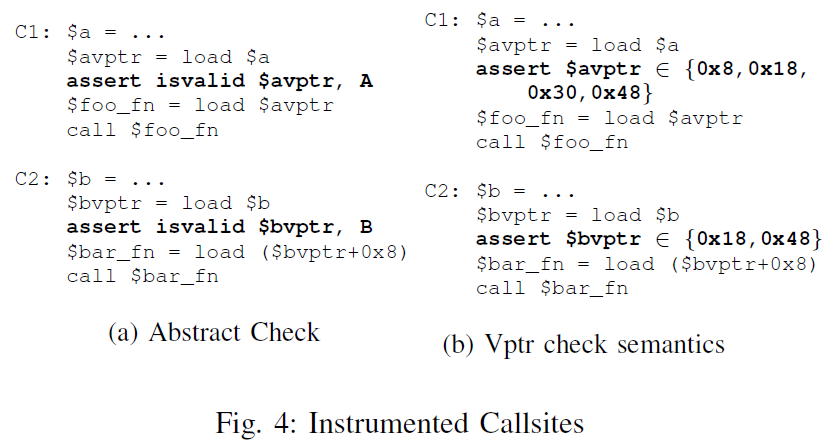 C1: $a = ...
$avptr = load $a
assert isvalid $avptr, A
$foo_fn = load $avptr
call $foo_fn
C2: $b = ...
$bvptr = load $b
assert isvalid $bvptr, B
$bar_fn = load ($bvptr+0x8)
call $bar_fn
(a) Abstract Check
C1: $a = ...
$avptr = load $a
assert $avptr ∈ {0x8,0x18,
0x30,0x48}
$foo_fn = load $avptr
call $foo_fn
C2: $b = ...
$bvptr = load $b
assert $bvptr ∈ {0x18,0x48}
$bar_fn = load ($bvptr+0x8)
call $bar_fn
(b) Vptr check semantics
Fig. 4: Instrumented Callsites